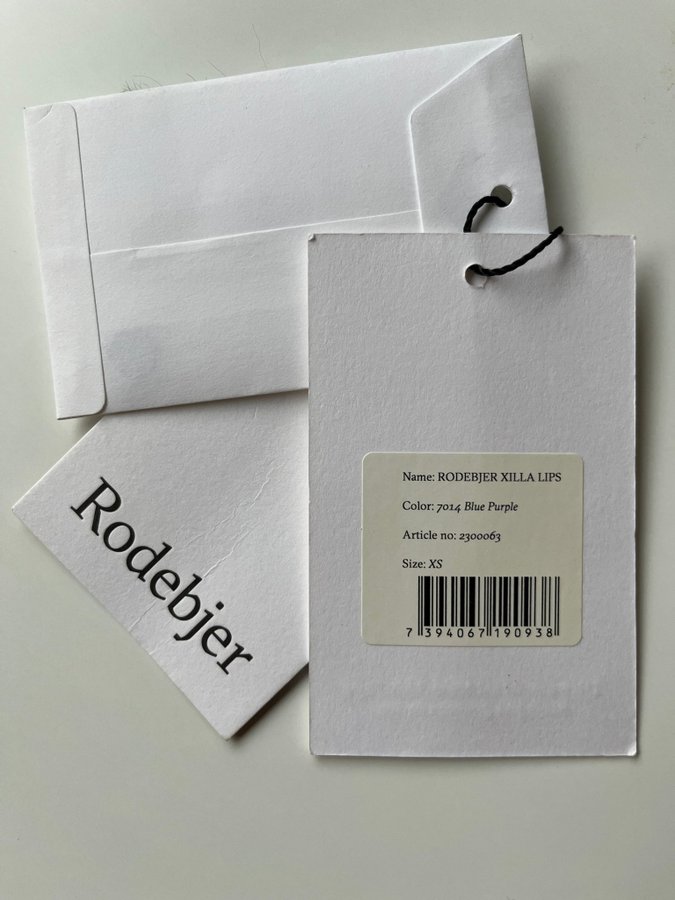 Rodebjer
Name: RODEBJER XILLA LIPS
Color: 7014 Blue Purple
Article no: 2300063
Size: XS
7 394067 190938